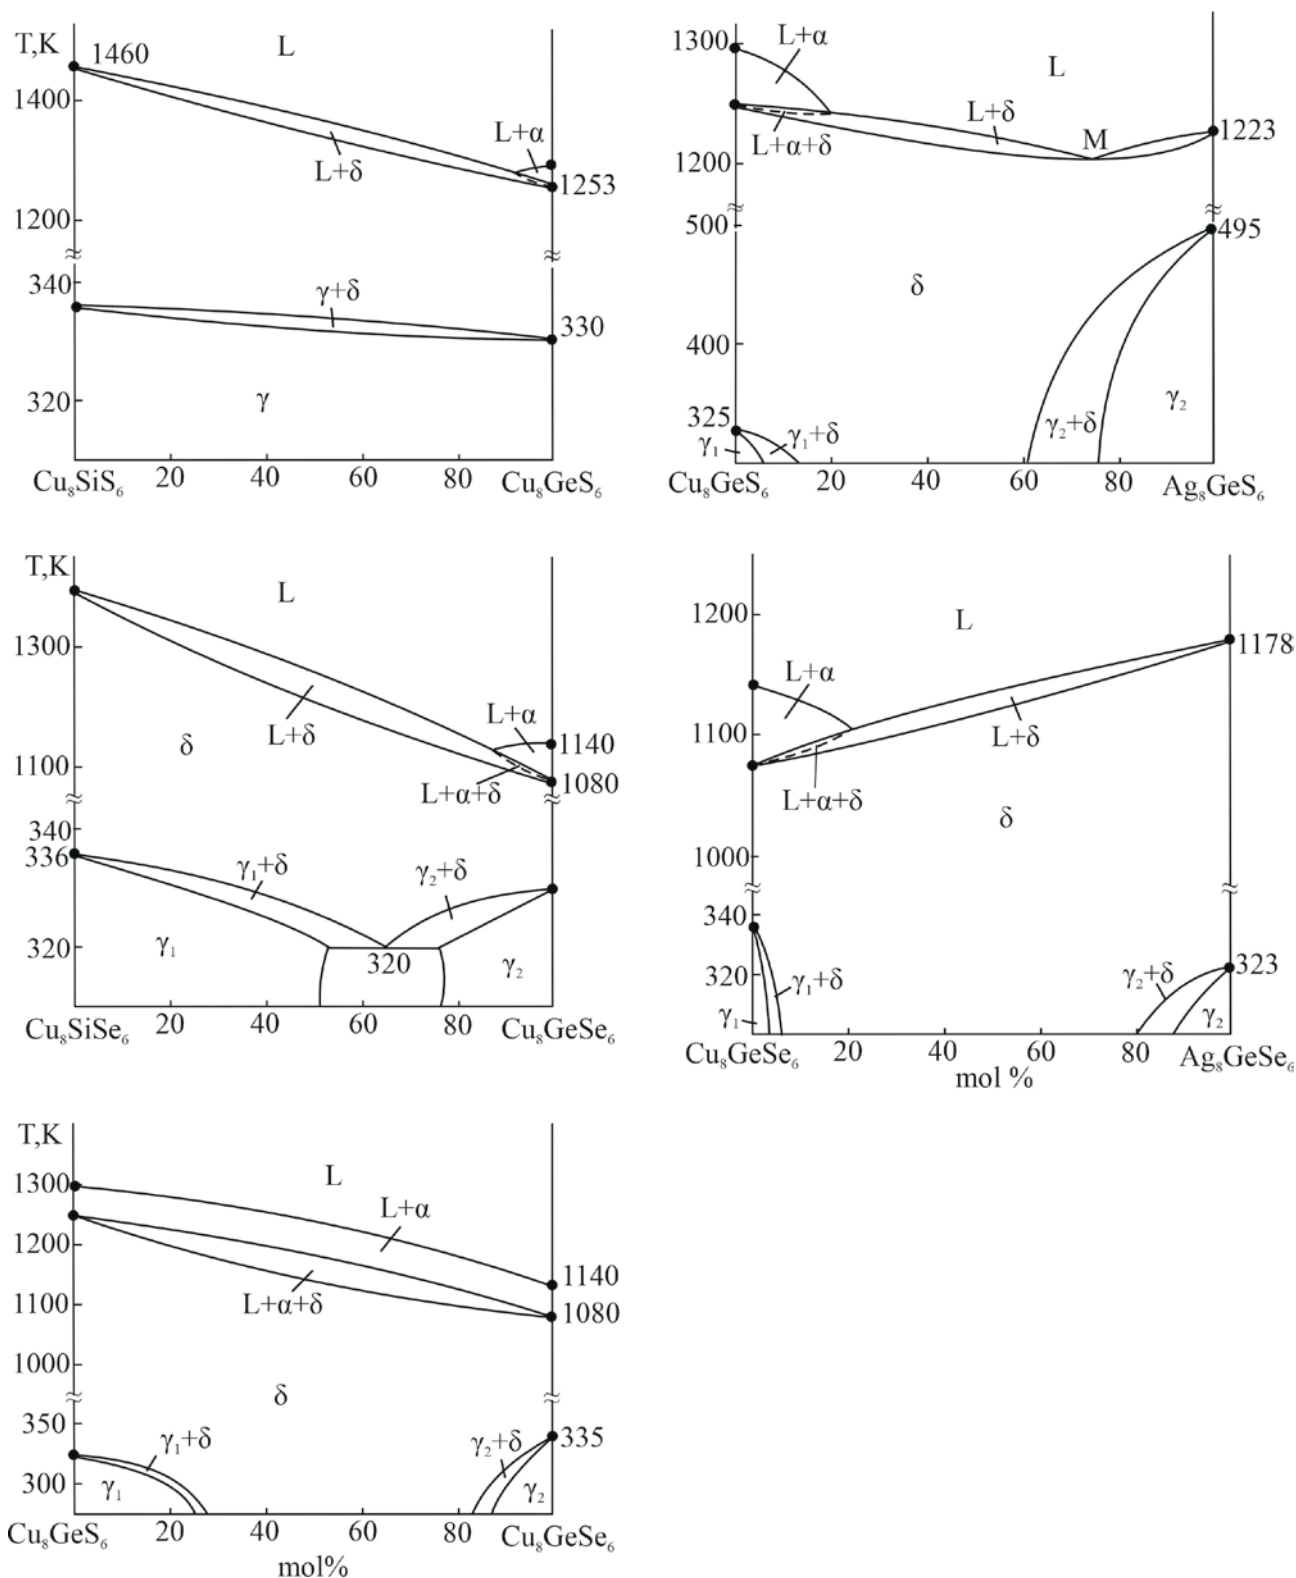 T,K
1460
L
1400
L+α
L+δ
1253
1200
340
γ+δ
330
320
γ
Cu₈SiS₆ 20 40 60 80 Cu₈GeS₆
1300
L+α
L
L+δ
L+α+δ
M
1223
1200
500
495
δ
400
325
γ₁
γ₁+δ
γ₂+δ
γ₂
Cu₈GeS₆ 20 40 60 80 Ag₈GeS₆
T,K
L
1300
L+α
L+δ
δ
1140
1100
1080
L+α+δ
340
336
γ₁+δ
γ₂+δ
320
γ₁
320
γ₂
Cu₈SiSe₆ 20 40 60 80 Cu₈GeSe₆
1200
L
1178
L+α
1100
L+δ
L+α+δ
δ
1000
340
320
γ₁+δ
γ₂+δ
323
γ₁
γ₂
Cu₈GeSe₆ 20 40 60 80 Ag₈GeSe₆
mol %
T,K
1300
L
L+α
1200
1140
1100
L+α+δ
1080
1000
δ
350
γ₁+δ
γ₂+δ
335
300
γ₁
γ₂
Cu₈GeS₆ 20 40 60 80 Cu₈GeSe₆
mol%